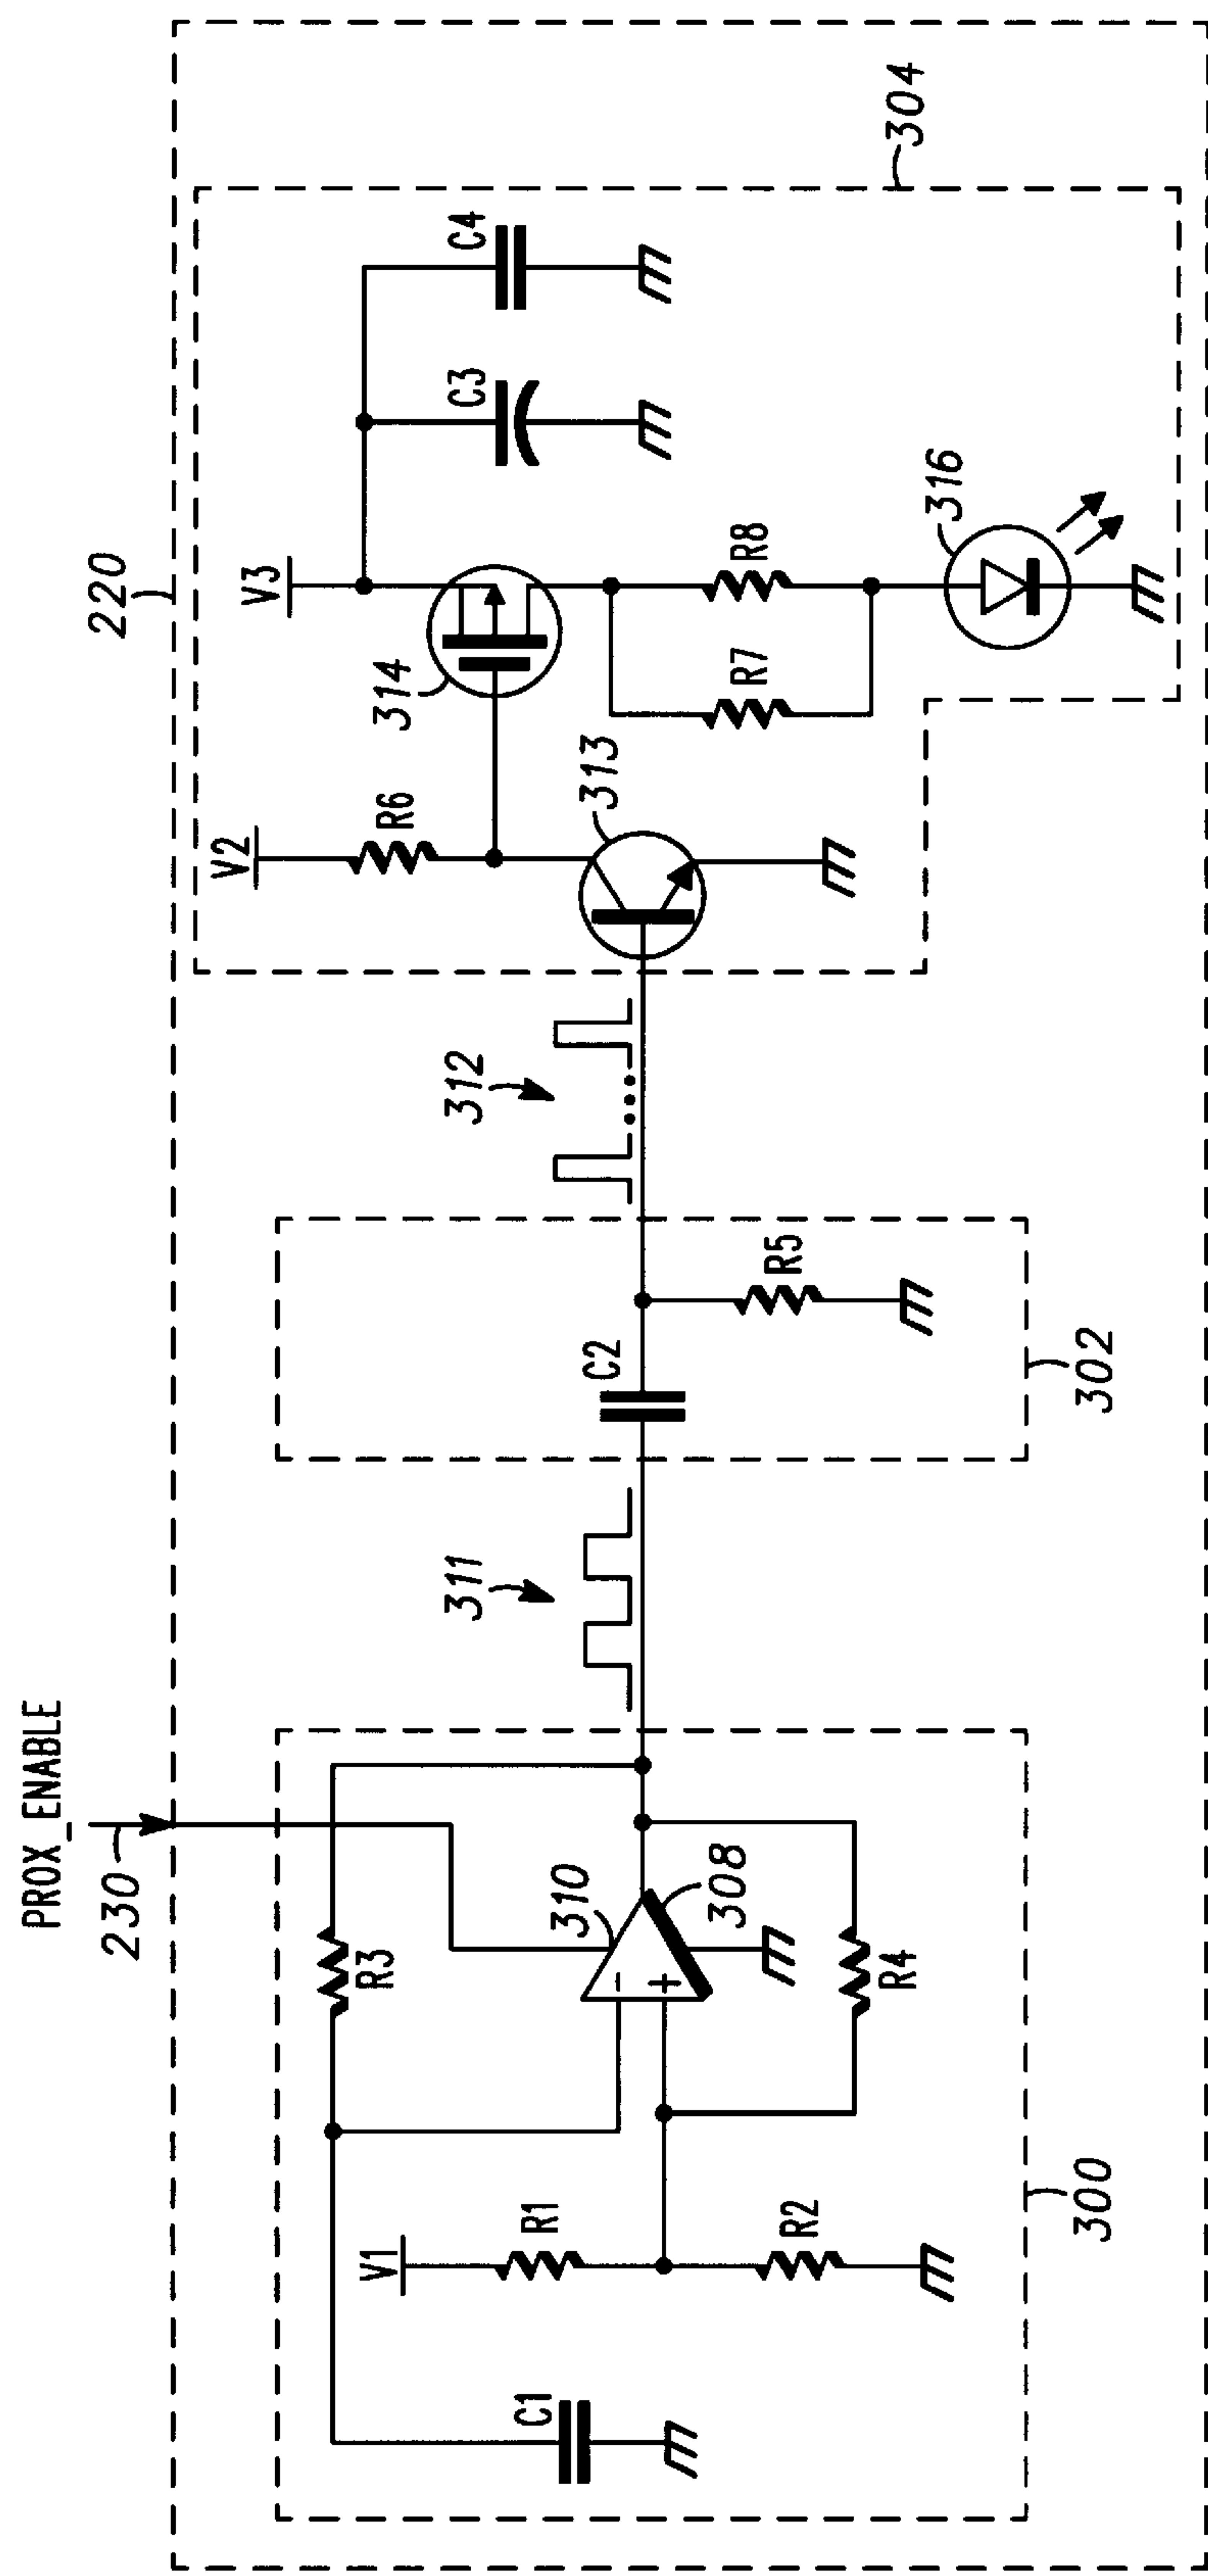 PROX_ENABLE
230
220
304
V3
C4
C3
314
V2
R6
313
R7
R8
316
312
311
C2
R5
302
R3
310
308
R4
V1
R1
R2
C1
300
-
+